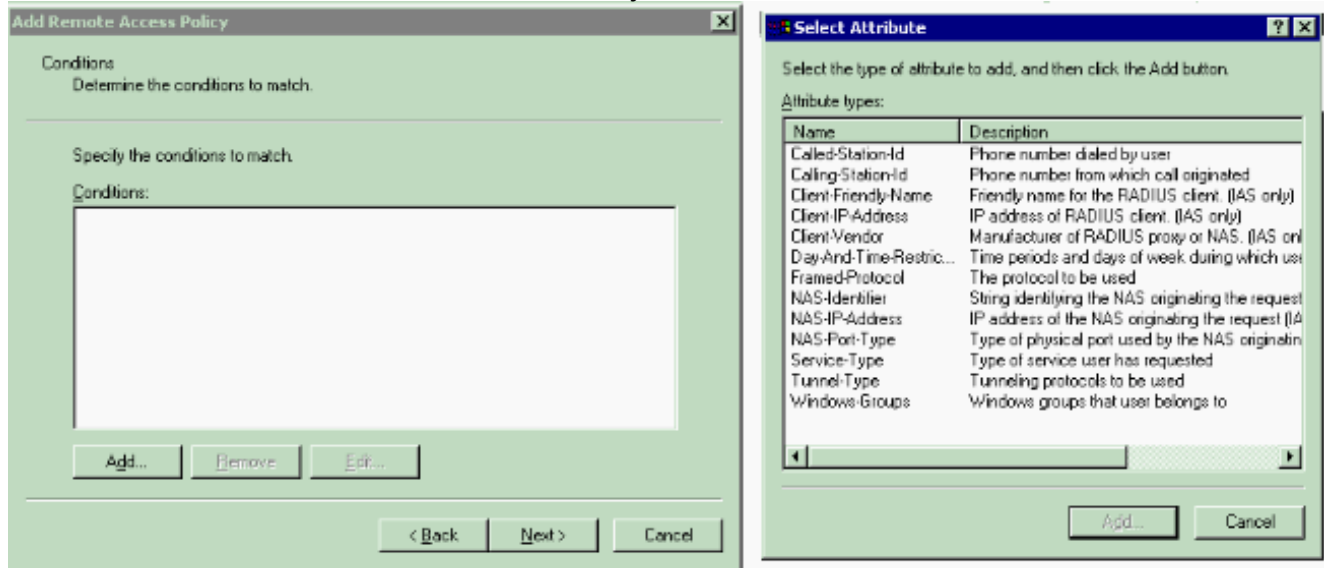 Add Remote Access Policy
Conditions
Determine the conditions to match.
Specify the conditions to match.
Conditions:
Add...
Remove
Edit...
< Back
Next >
Cancel
Select Attribute
Select the type of attribute to add, and then click the Add button.
Attribute types:
Name Description
Called-Station-Id Phone number dialed by user
Calling-Station-Id Phone number from which call originated
Client-Friendly-Name Friendly name for the RADIUS client. (IAS only)
Client-IP-Address IP address of RADIUS client. (IAS only)
Client-Vendor Manufacturer of RADIUS proxy or NAS. (IAS onl
Day-And-Time-Restric... Time periods and days of week during which use
Framed-Protocol The protocol to be used
NAS-Identifier String identifying the NAS originating the request
NAS-IP-Address IP address of the NAS originating the request (IA
NAS-Port-Type Type of physical port used by the NAS originatin
Service-Type Type of service user has requested
Tunnel-Type Tunneling protocols to be used
Windows-Groups Windows groups that user belongs to
Add...
Cancel